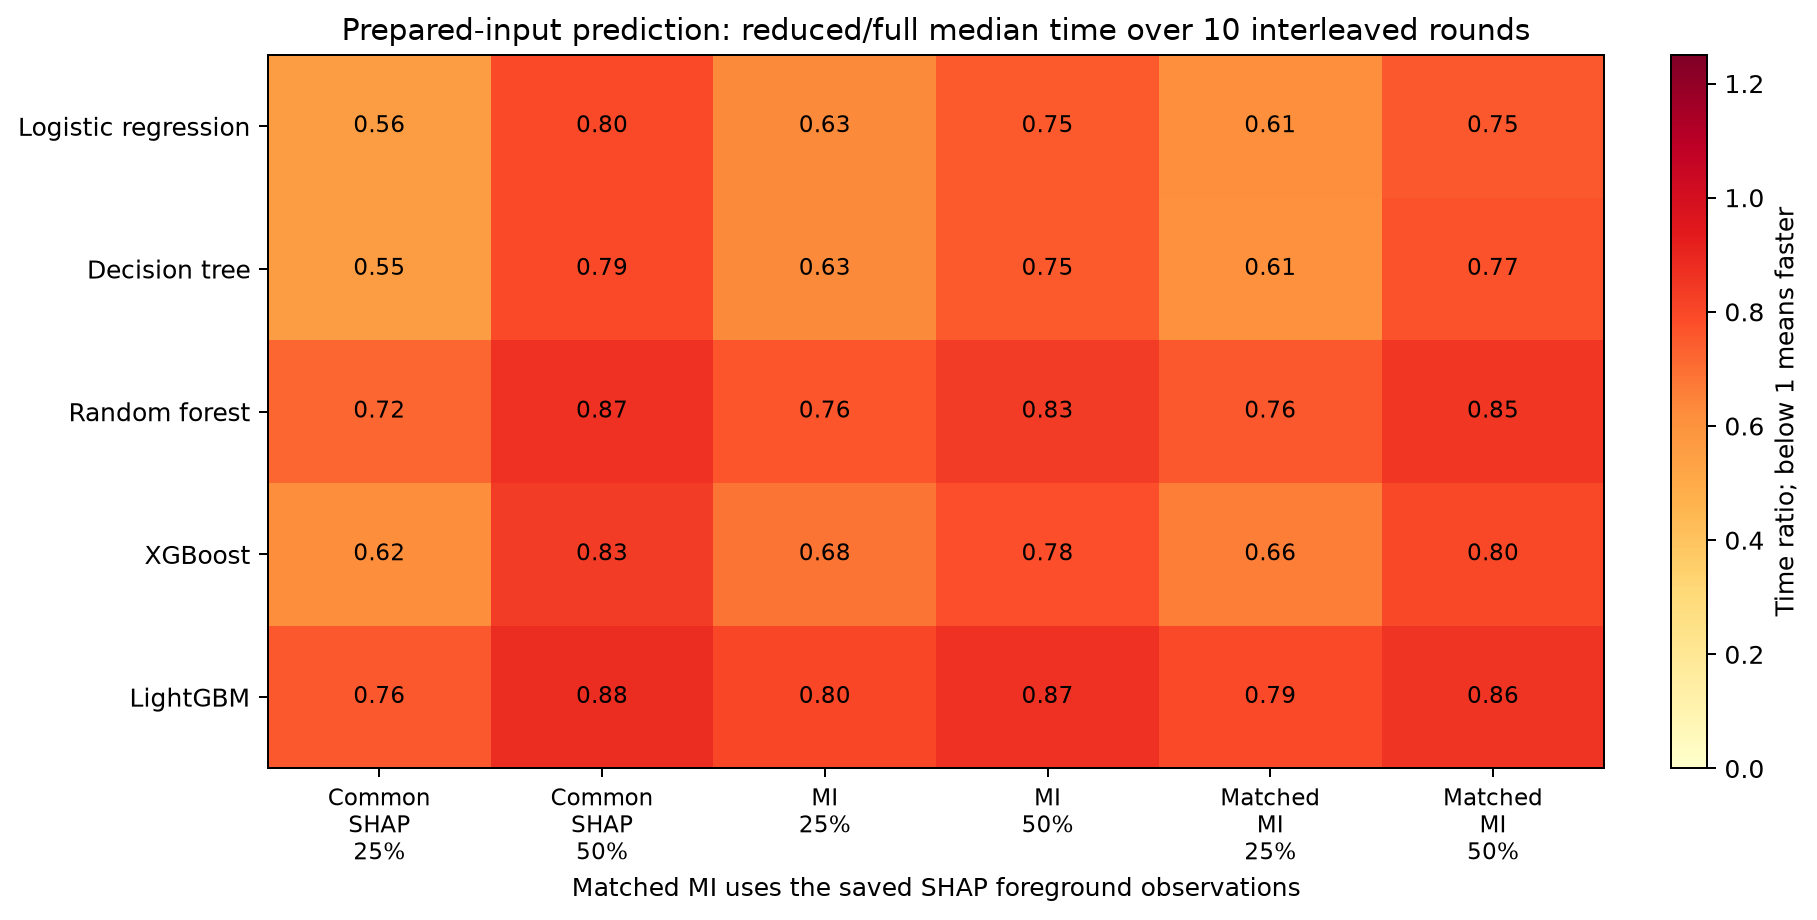 Prepared-input prediction: reduced/full median time over 10 interleaved rounds
Logistic regression 0.56 0.80 0.63 0.75 0.61 0.75
Decision tree 0.55 0.79 0.63 0.75 0.61 0.77
Random forest 0.72 0.87 0.76 0.83 0.76 0.85
XGBoost 0.62 0.83 0.68 0.78 0.66 0.80
LightGBM 0.76 0.88 0.80 0.87 0.79 0.86
Common
SHAP
25%
Common
SHAP
50%
MI
25%
MI
50%
Matched
MI
25%
Matched
MI
50%
Matched MI uses the saved SHAP foreground observations
1.2
1.0
0.8
0.6
0.4
0.2
0.0
Time ratio; below 1 means faster